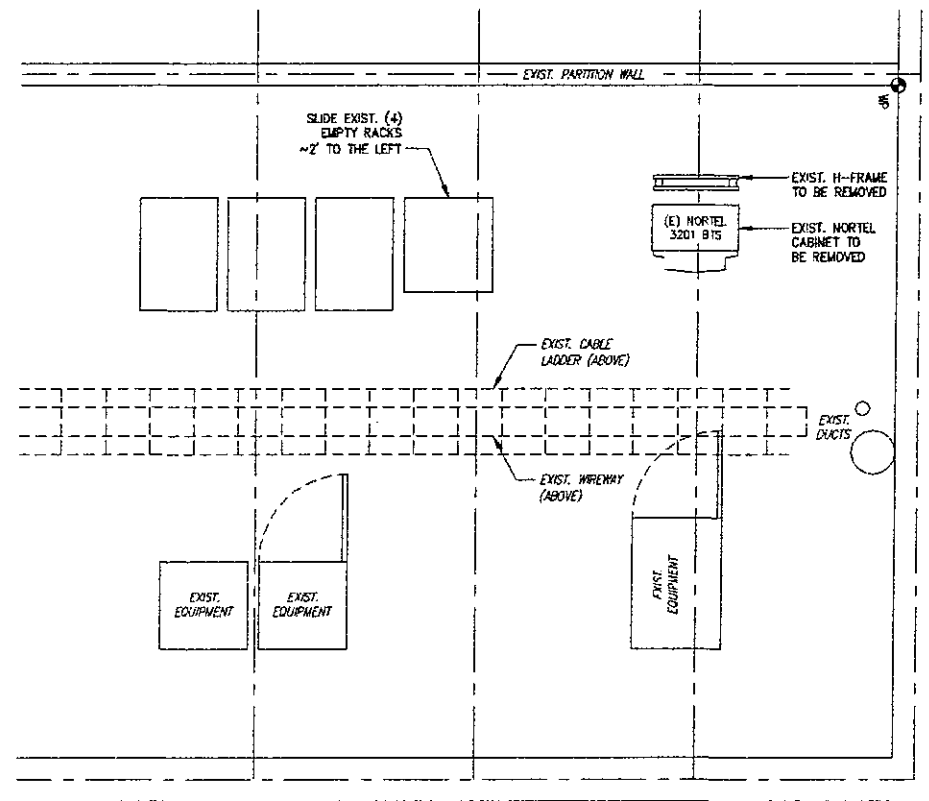 EXIST. PARTITION WALL
WP
SLIDE EXIST. (4)
EMPTY RACKS
~2' TO THE LEFT
EXIST. H-FRAME
TO BE REMOVED
(E) NORTEL
3201 BTS
EXIST. NORTEL
CABINET TO
BE REMOVED
EXIST. CABLE
LADDER (ABOVE)
EXIST.
DUCTS
EXIST. WIREWAY
(ABOVE)
EXIST.
EQUIPMENT
EXIST.
EQUIPMENT
EXIST.
EQUIPMENT